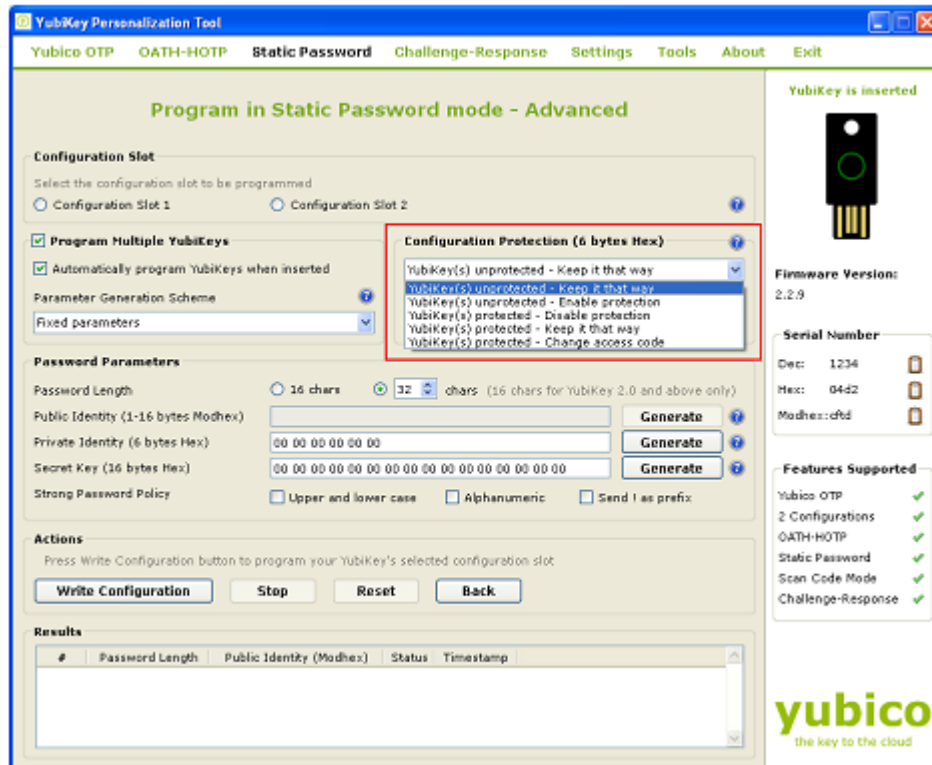 YubiKey Personalization Tool
Yubico OTP OATH-HOTP Static Password Challenge-Response Settings Tools About Exit
Program in Static Password mode - Advanced
Configuration Slot
Select the configuration slot to be programmed
Configuration Slot 1 Configuration Slot 2
Program Multiple YubiKeys
Automatically program YubiKeys when inserted
Parameter Generation Scheme
Fixed parameters
Configuration Protection (6 bytes Hex)
YubiKey(s) unprotected - Keep it that way
YubiKey(s) unprotected - Keep it that way
YubiKey(s) unprotected - Enable protection
YubiKey(s) protected - Disable protection
YubiKey(s) protected - Keep it that way
YubiKey(s) protected - Change access code
Password Parameters
Password Length 16 chars 32 chars (16 chars for YubiKey 2.0 and above only)
Public Identity (1-16 bytes Modhex) Generate
Private Identity (6 bytes Hex) 00 00 00 00 00 00 Generate
Secret Key (16 bytes Hex) 00 00 00 00 00 00 00 00 00 00 00 00 00 00 00 00 Generate
Strong Password Policy Upper and lower case Alphanumeric Send ! as prefix
Actions
Press Write Configuration button to program your YubiKey's selected configuration slot
Write Configuration Stop Reset Back
Results
# Password Length Public Identity (Modhex) Status Timestamp
YubiKey is inserted
Firmware Version:
2.2.9
Serial Number
Dec: 1234
Hex: 04d2
Modhex: cftd
Features Supported
Yubico OTP
2 Configurations
OATH-HOTP
Static Password
Scan Code Mode
Challenge-Response
yubico
the key to the cloud